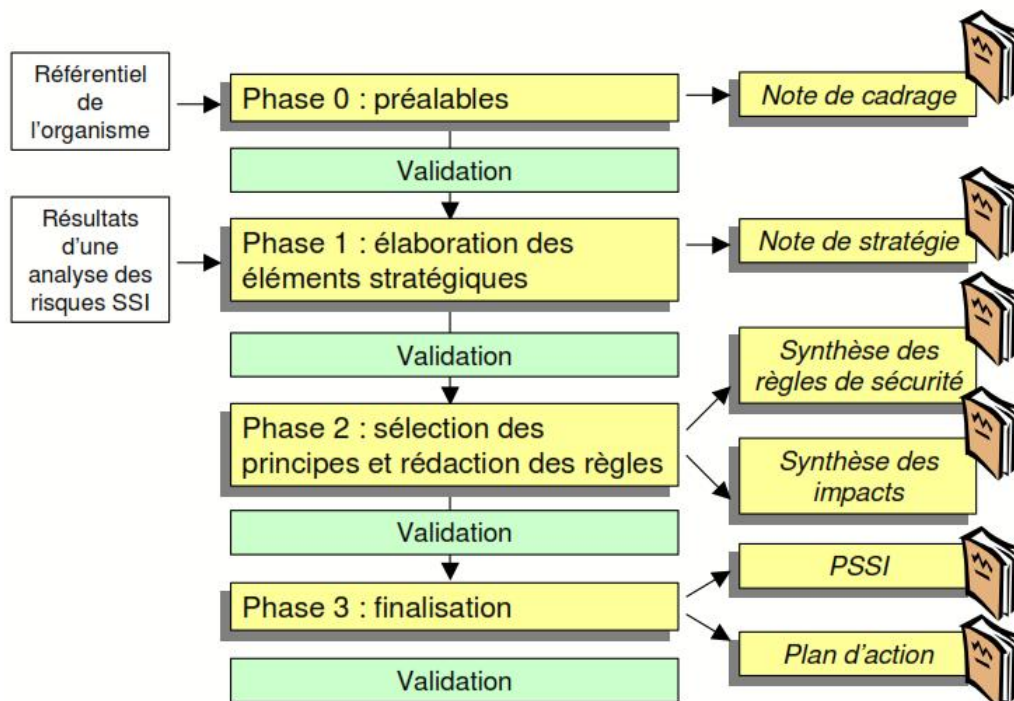 Référentiel
de
l'organisme
Phase 0 : préalables
Note de cadrage
Validation
Résultats
d'une
analyse des
risques SSI
Phase 1 : élaboration des
éléments stratégiques
Note de stratégie
Validation
Synthèse des
règles de sécurité
Phase 2 : sélection des
principes et rédaction des règles
Synthèse des
impacts
Validation
PSSI
Phase 3 : finalisation
Plan d'action
Validation